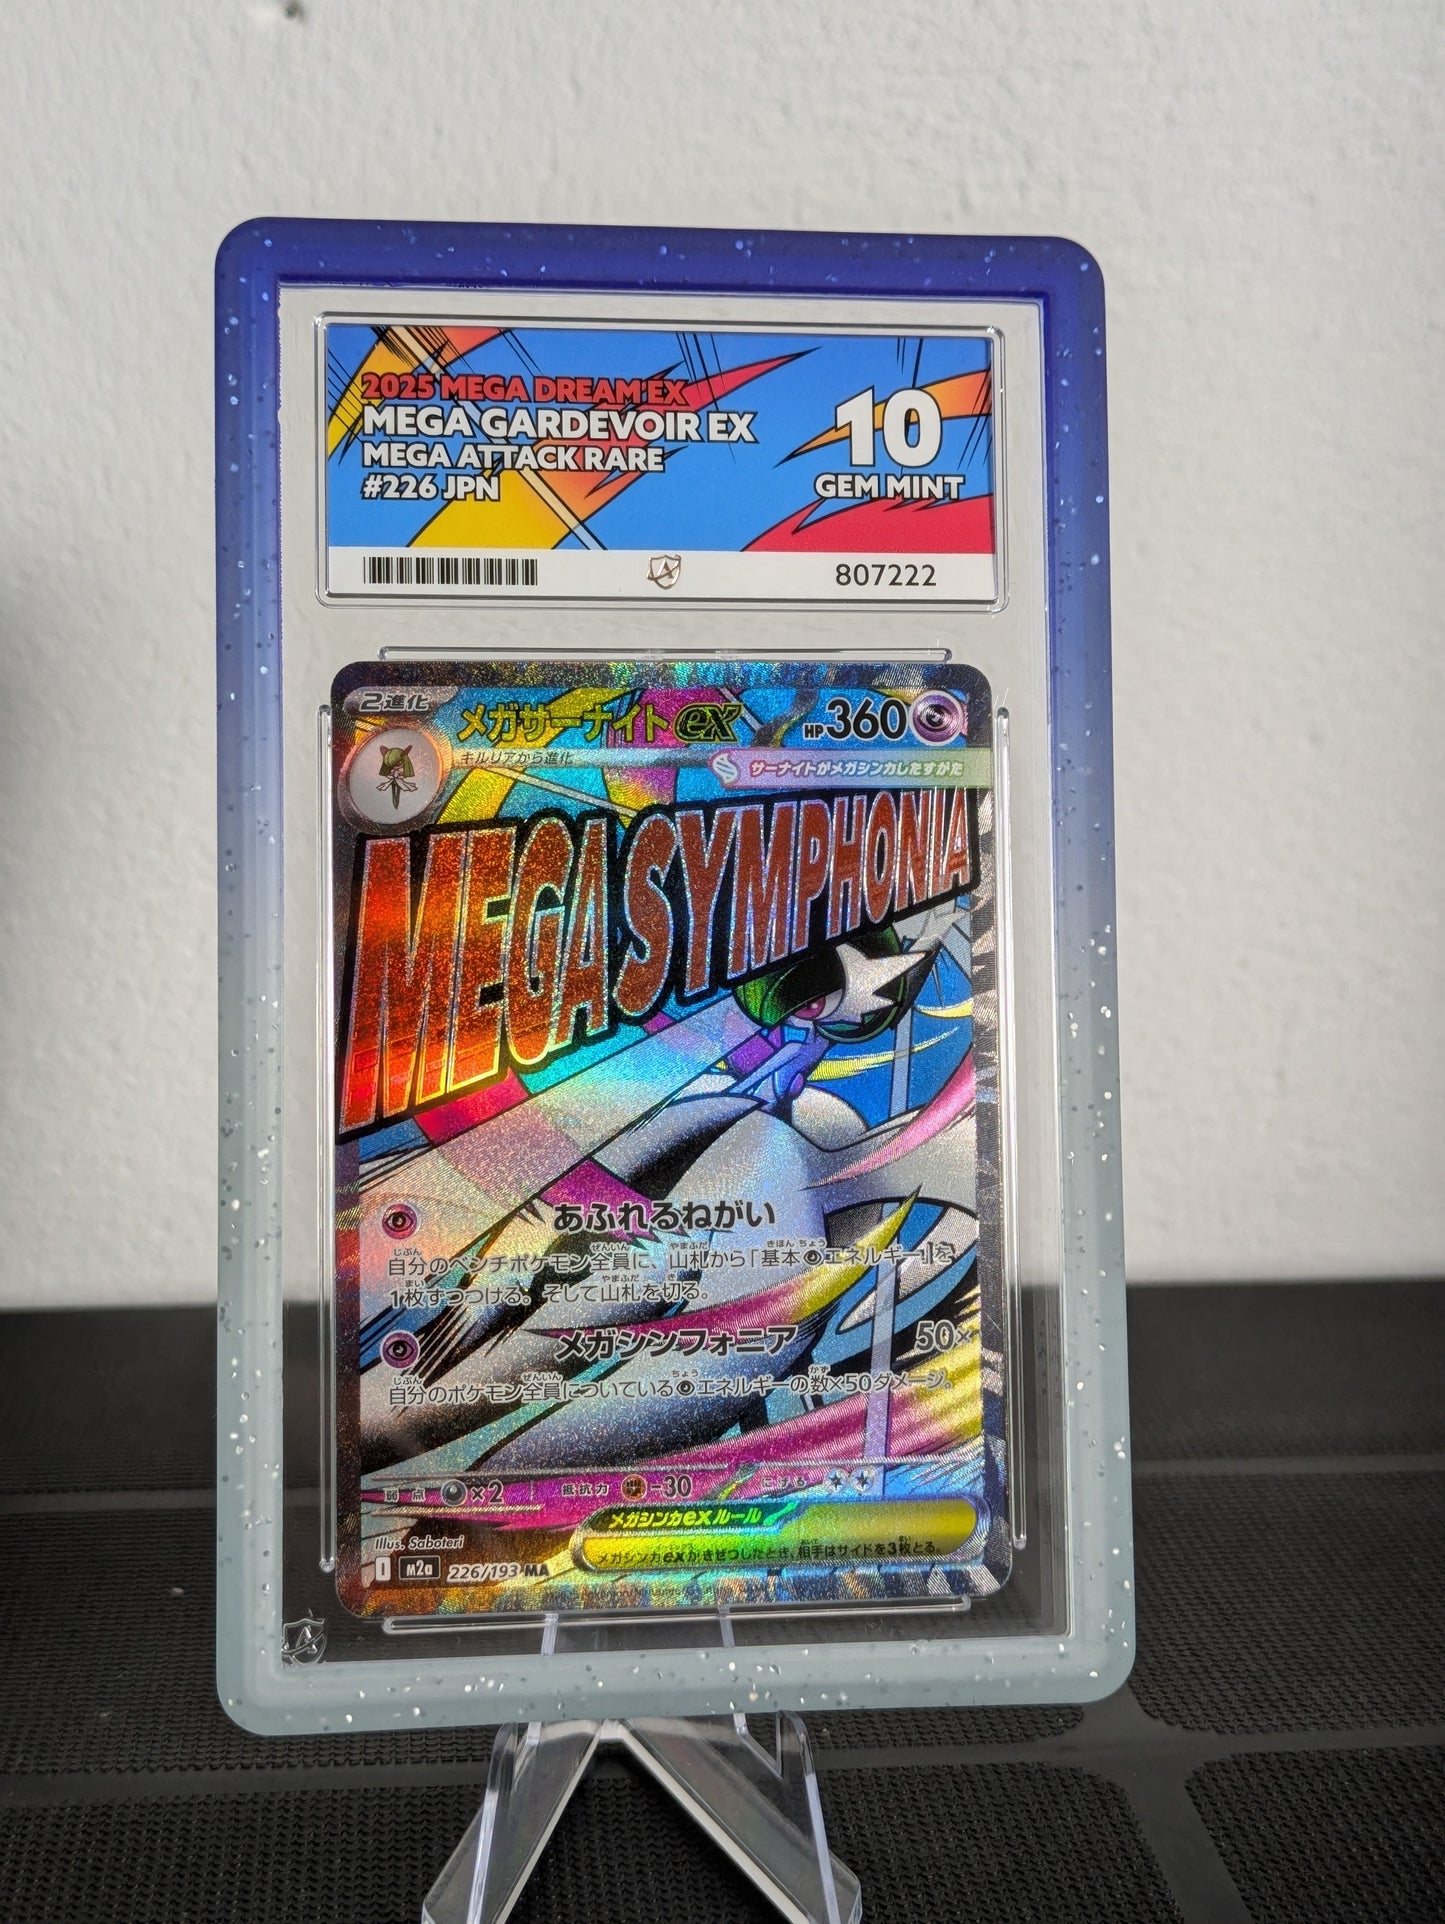 2025 MEGA DREAM EX
MEGA GARDEVOIR EX
MEGA ATTACK RARE
#226 JPN
10
GEM MINT
807222
2進化
メガサーナイトex
HP360
キルリアから進化
サーナイトがメガシンカしたすがた
MEGA SYMPHONIA
あふれるねがい
自分のベンチポケモン全員に、山札から「基本エネルギー」を
1枚ずつつける。そして山札を切る。
メガシンフォニア 50×
自分のポケモン全員についているエネルギーの数×50ダメージ。
弱点 ×2 抵抗力 -30 にげる
メガシンカexルール
メガシンカexがきぜつしたとき、相手はサイドを3枚とる。
Illus. Saboteri
I m2a 226/193 MA